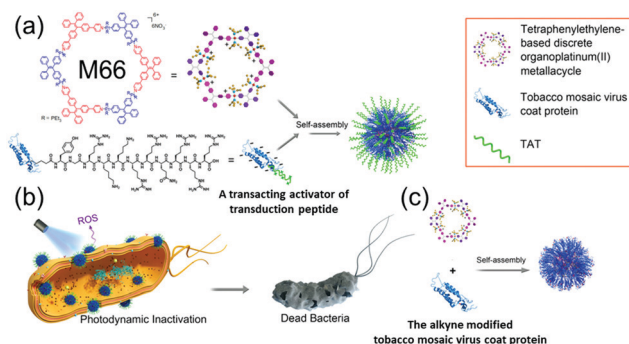 (a)
6+
6NO₃⁻
M66
R = PEt₃
=
Self-assembly
=
A transacting activator of
transduction peptide
Tetraphenylethylene-
based discrete
organoplatinum(II)
metallacycle
Tobacco mosaic virus
coat protein
TAT
(b)
ROS
Photodynamic Inactivation
Dead Bacteria
(c)
+
Self-assembly
The alkyne modified
tobacco mosaic virus coat protein